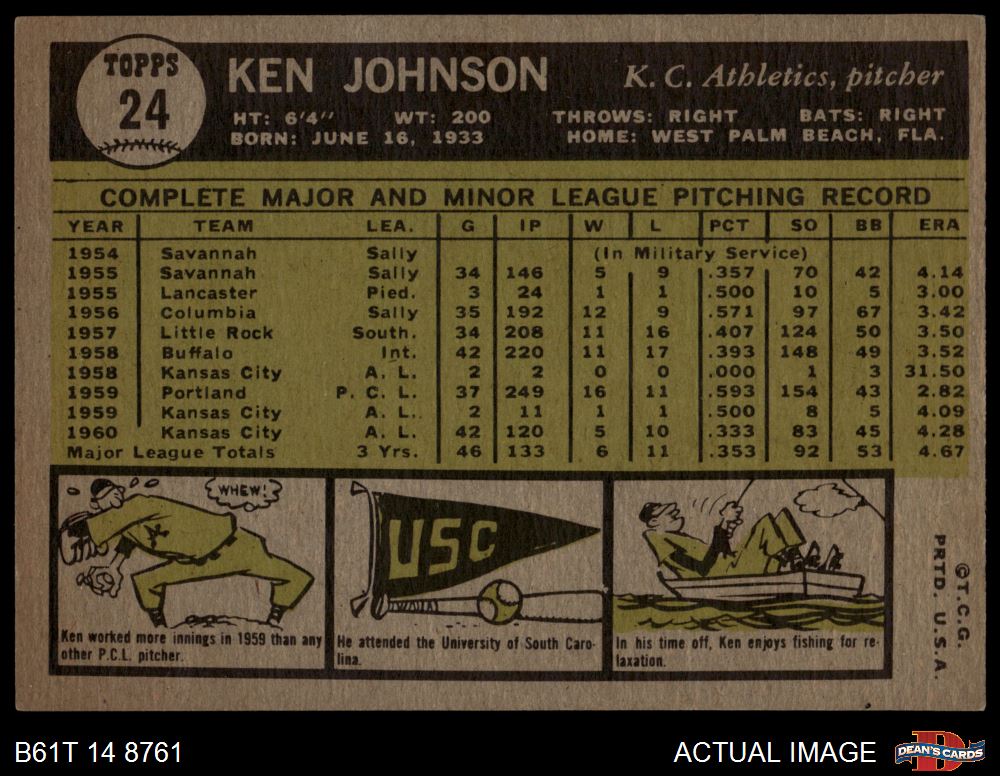 TOPPS
24
KEN JOHNSON
K. C. Athletics, pitcher
HT: 6'4" WT: 200 THROWS: RIGHT BATS: RIGHT
BORN: JUNE 16, 1933 HOME: WEST PALM BEACH, FLA.
COMPLETE MAJOR AND MINOR LEAGUE PITCHING RECORD
YEAR TEAM LEA. G IP W L PCT SO BB ERA
1954 Savannah Sally (In Military Service)
1955 Savannah Sally 34 146 5 9 .357 70 42 4.14
1955 Lancaster Pied. 3 24 1 1 .500 10 5 3.00
1956 Columbia Sally 35 192 12 9 .571 97 67 3.42
1957 Little Rock South. 34 208 11 16 .407 124 50 3.50
1958 Buffalo Int. 42 220 11 17 .393 148 49 3.52
1958 Kansas City A. L. 2 2 0 0 .000 1 3 31.50
1959 Portland P. C. L. 37 249 16 11 .593 154 43 2.82
1959 Kansas City A. L. 2 11 1 1 .500 8 5 4.09
1960 Kansas City A. L. 42 120 5 10 .333 83 45 4.28
Major League Totals 3 Yrs. 46 133 6 11 .353 92 53 4.67
WHEW!
Ken worked more innings in 1959 than any
other P.C.L. pitcher.
USC
He attended the University of South Caro-
lina.
In his time off, Ken enjoys fishing for re-
laxation.
©T.C.G.
PRTD. U.S.A.
B61T 14 8761
ACTUAL IMAGE
DEAN'S CARDS